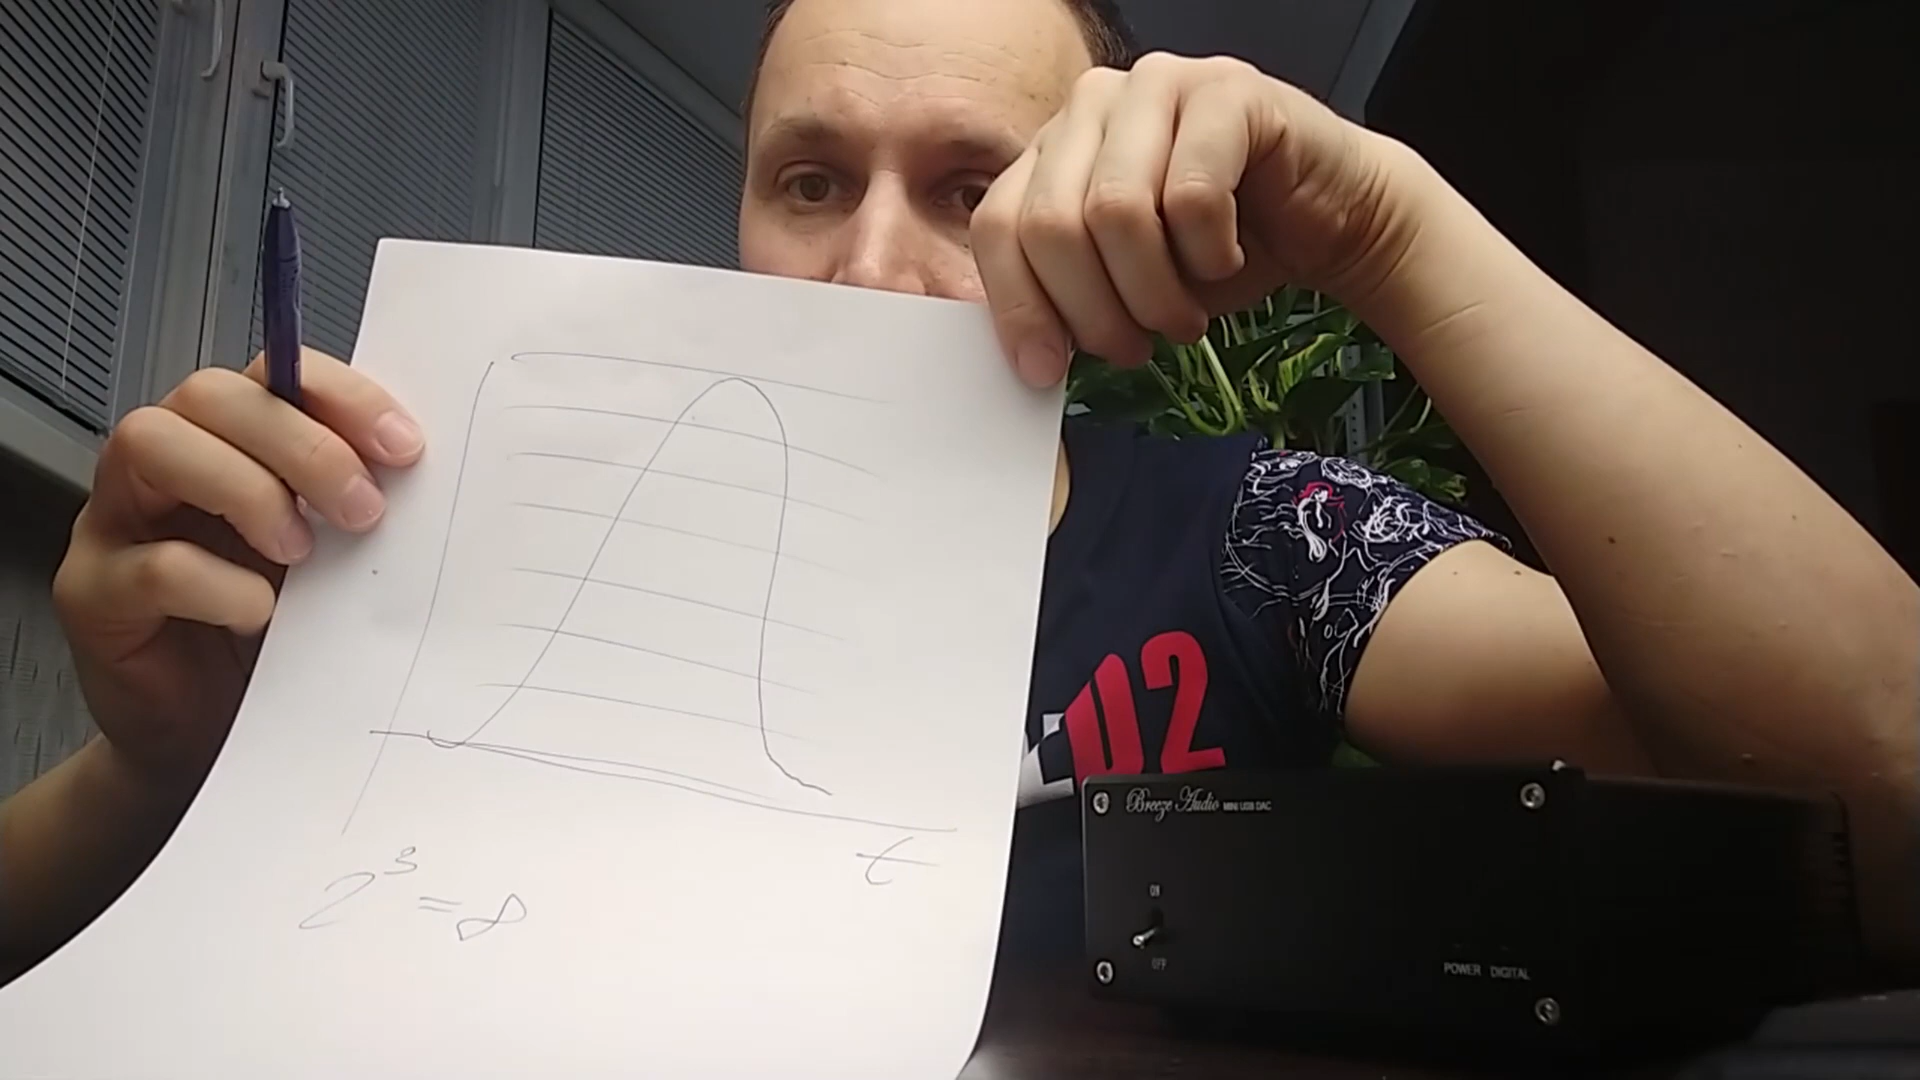 t
2³ = 8
02
Breeze Audio MINI USB DAC
ON
OFF
POWER DIGITAL